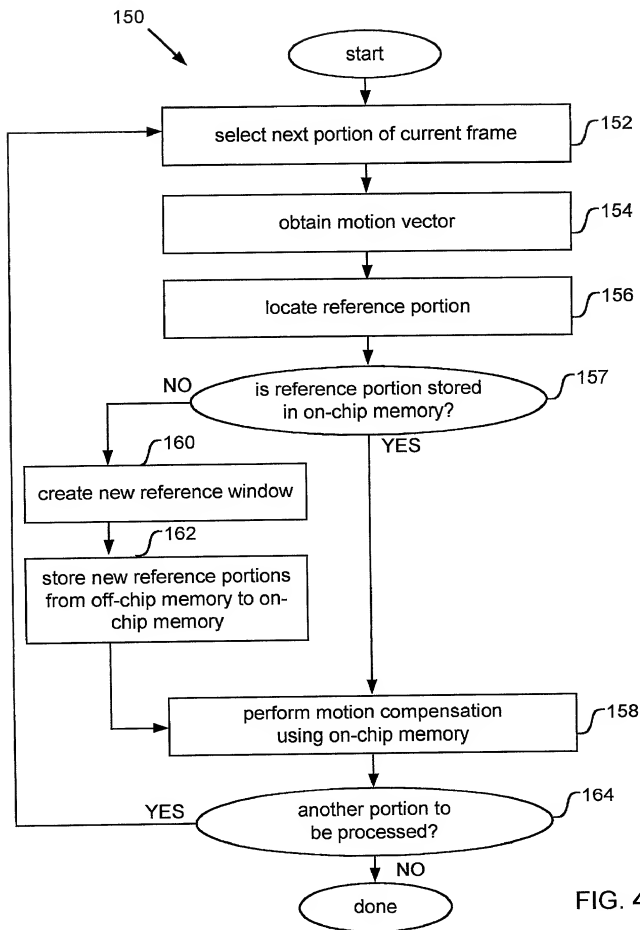 150
start
select next portion of current frame
152
obtain motion vector
154
locate reference portion
156
is reference portion stored
in on-chip memory?
157
NO
YES
160
create new reference window
162
store new reference portions
from off-chip memory to on-
chip memory
perform motion compensation
using on-chip memory
158
another portion to
be processed?
164
YES
NO
done
FIG. 4